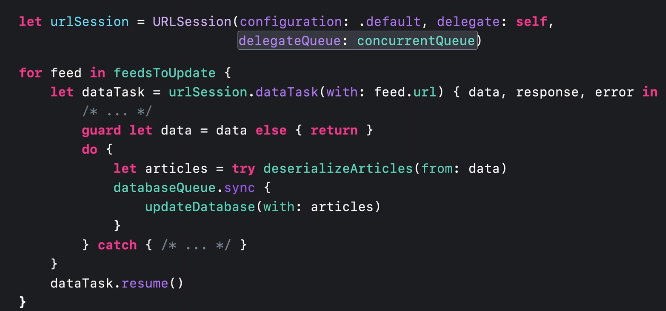 let urlSession = URLSession(configuration: .default, delegate: self,
delegateQueue: concurrentQueue)
for feed in feedsToUpdate {
let dataTask = urlSession.dataTask(with: feed.url) { data, response, error in
/* ... */
guard let data = data else { return }
do {
let articles = try deserializeArticles(from: data)
databaseQueue.sync {
updateDatabase(with: articles)
}
} catch { /* ... */ }
}
dataTask.resume()
}